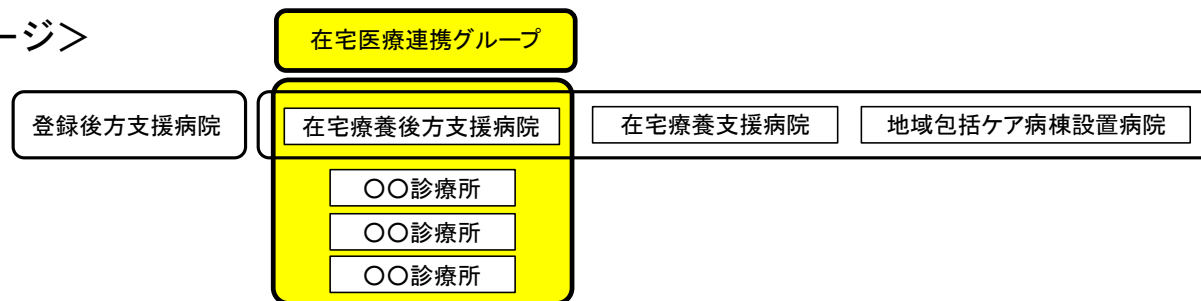 ージ＞
在宅医療連携グループ
登録後方支援病院
在宅療養後方支援病院
在宅療養支援病院
地域包括ケア病棟設置病院
〇〇診療所
〇〇診療所
〇〇診療所